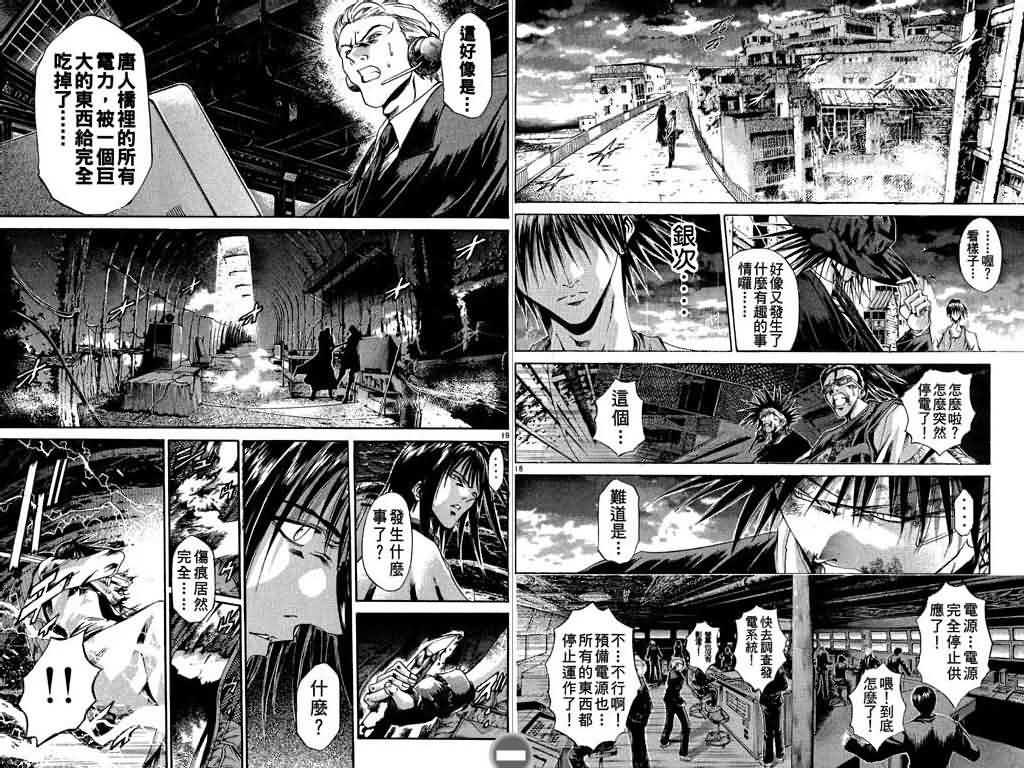 ……喔？
看樣子…
好像又發生了
什麼有趣的事
情囉……
銀次……
怎麼啦？
怎麼突然
停電了！
這個…
18
…．
難道是…
電源…電源
完全停止供
應了！
喂！到底
怎麼了！
快去調查發
電系統！
不…不行啊！
預備電源也…
所有的東西都
停止運作了！
這好像是…
唐人橫裡的所有
電力，被一個巨
大的東西給完全
吃掉了……
19
…．
發生什麼
事了？
什麼？
傷痕居然
完全……
！！